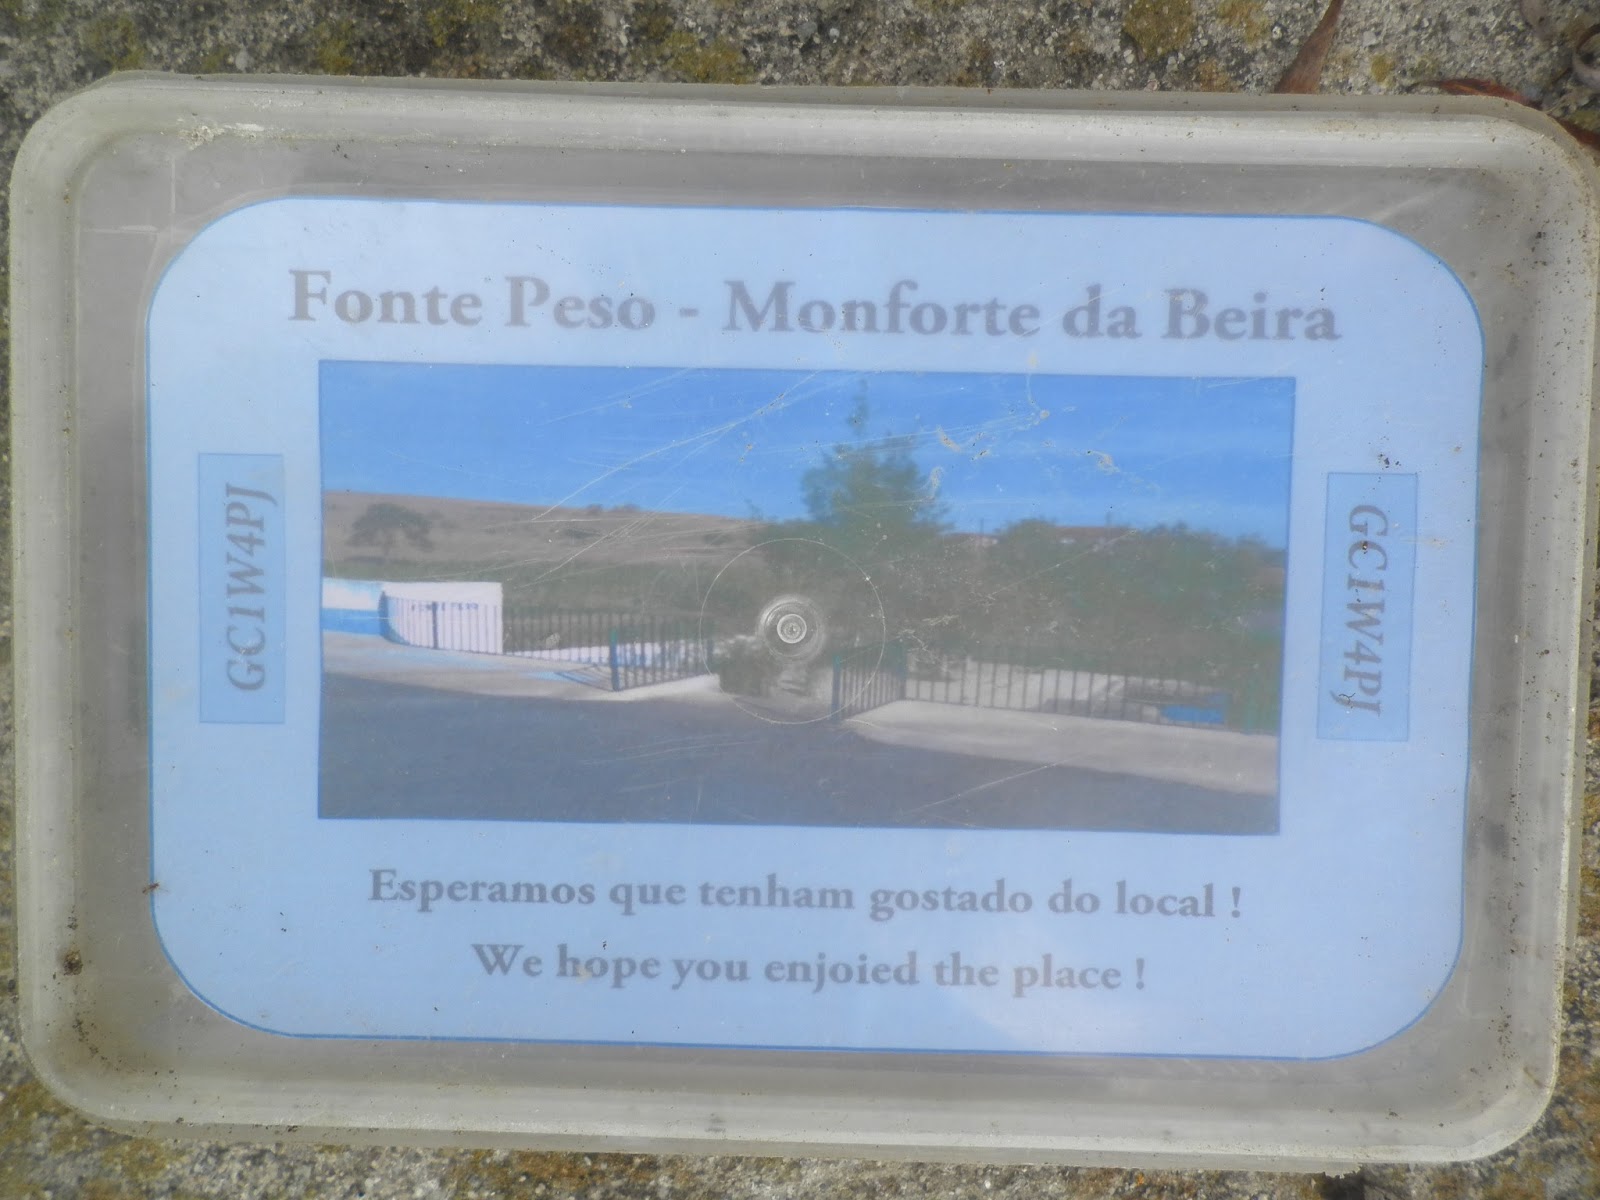 Fonte Peso - Monforte da Beira
GC1W4PJ
GC1W4PJ
Esperamos que tenham gostado do local !
We hope you enjoied the place !